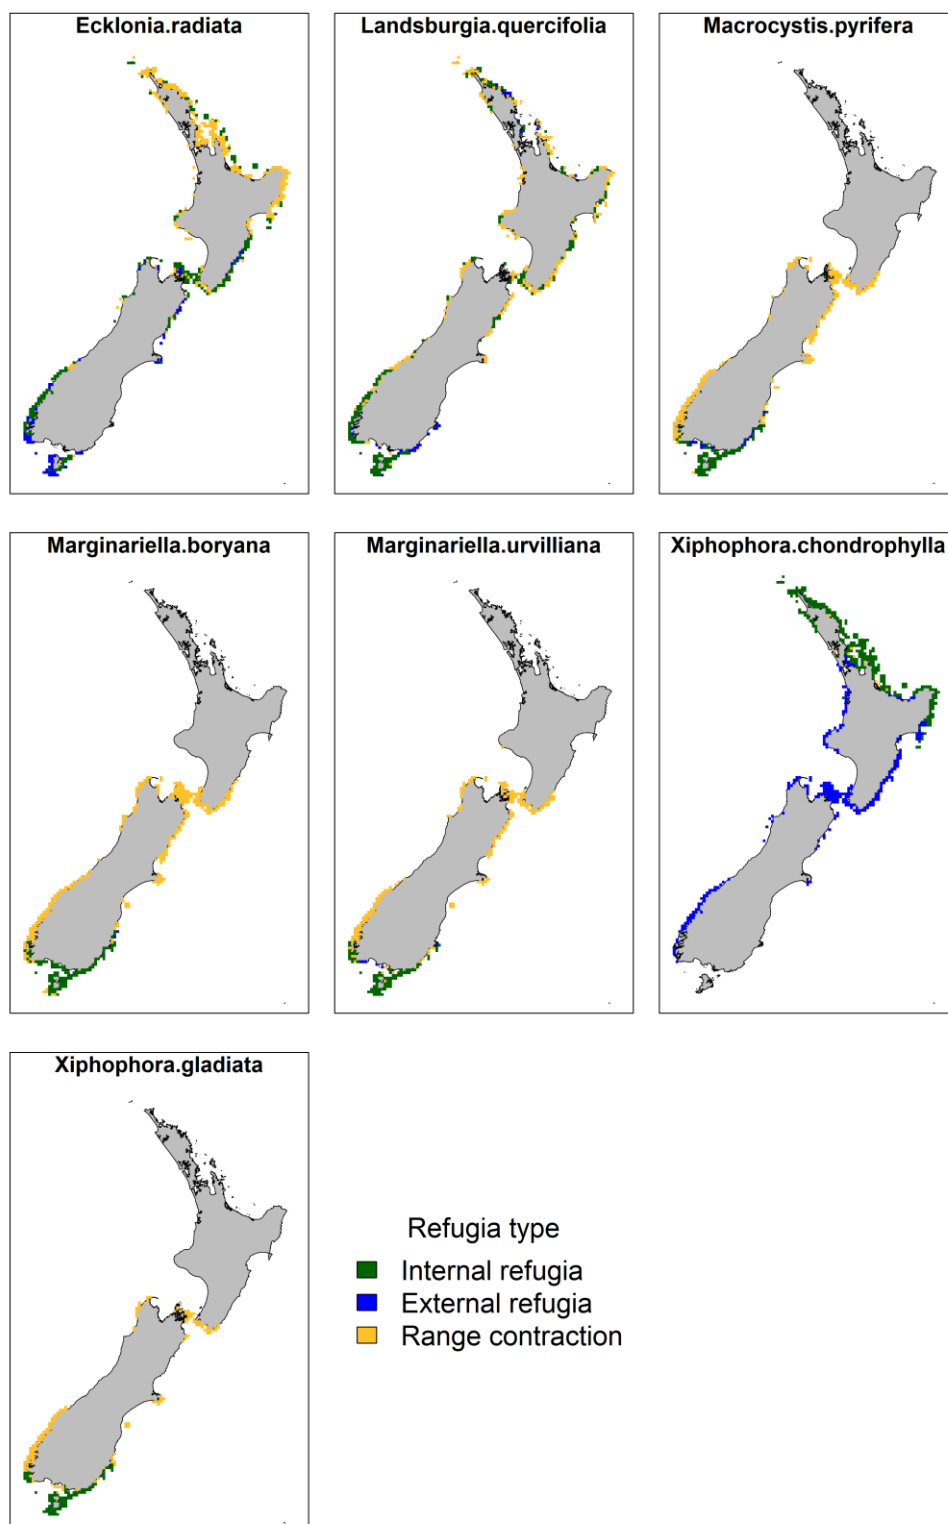 Ecklonia.radiata
Landsburgia.quercifolia
Macrocystis.pyrifera
Marginariella.boryana
Marginariella.urvilliana
Xiphophora.chondrophylla
Xiphophora.gladiata
Refugia type
Internal refugia
External refugia
Range contraction